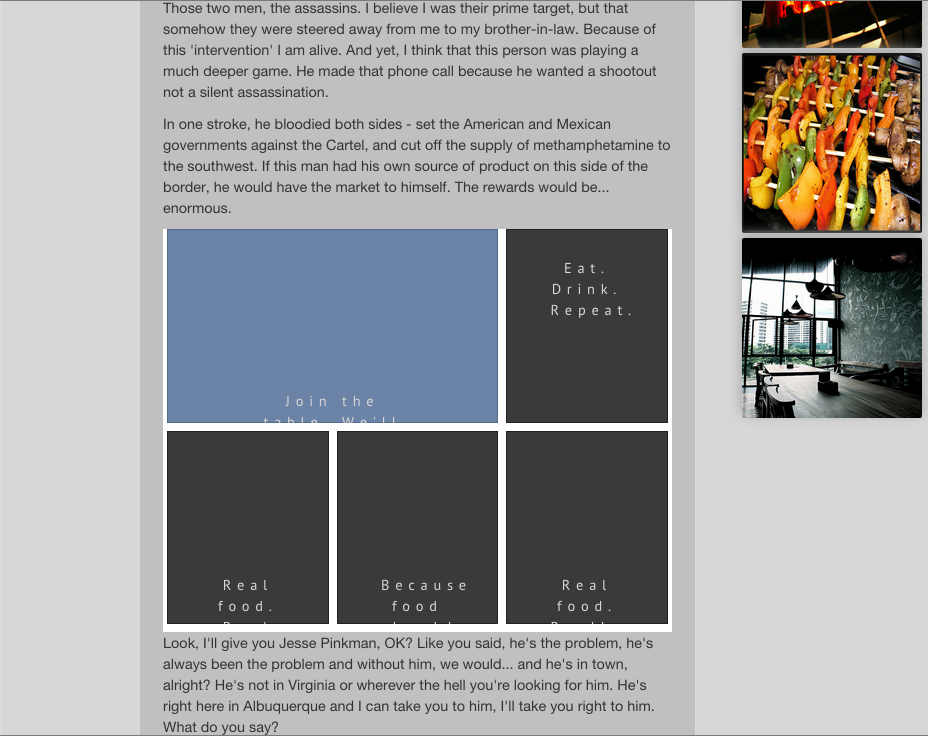 Those two men, the assassins. I believe I was their prime target, but that
somehow they were steered away from me to my brother-in-law. Because of
this 'intervention' I am alive. And yet, I think that this person was playing a
much deeper game. He made that phone call because he wanted a shootout
not a silent assassination.
In one stroke, he bloodied both sides - set the American and Mexican
governments against the Cartel, and cut off the supply of methamphetamine to
the southwest. If this man had his own source of product on this side of the
border, he would have the market to himself. The rewards would be...
enormous.
Join the
table. We'll
Eat.
Drink.
Repeat.
Real
food.
Because
food
Real
food.
Look, I'll give you Jesse Pinkman, OK? Like you said, he's the problem, he's
always been the problem and without him, we would... and he's in town,
alright? He's not in Virginia or wherever the hell you're looking for him. He's
right here in Albuquerque and I can take you to him, I'll take you right to him.
What do you say?